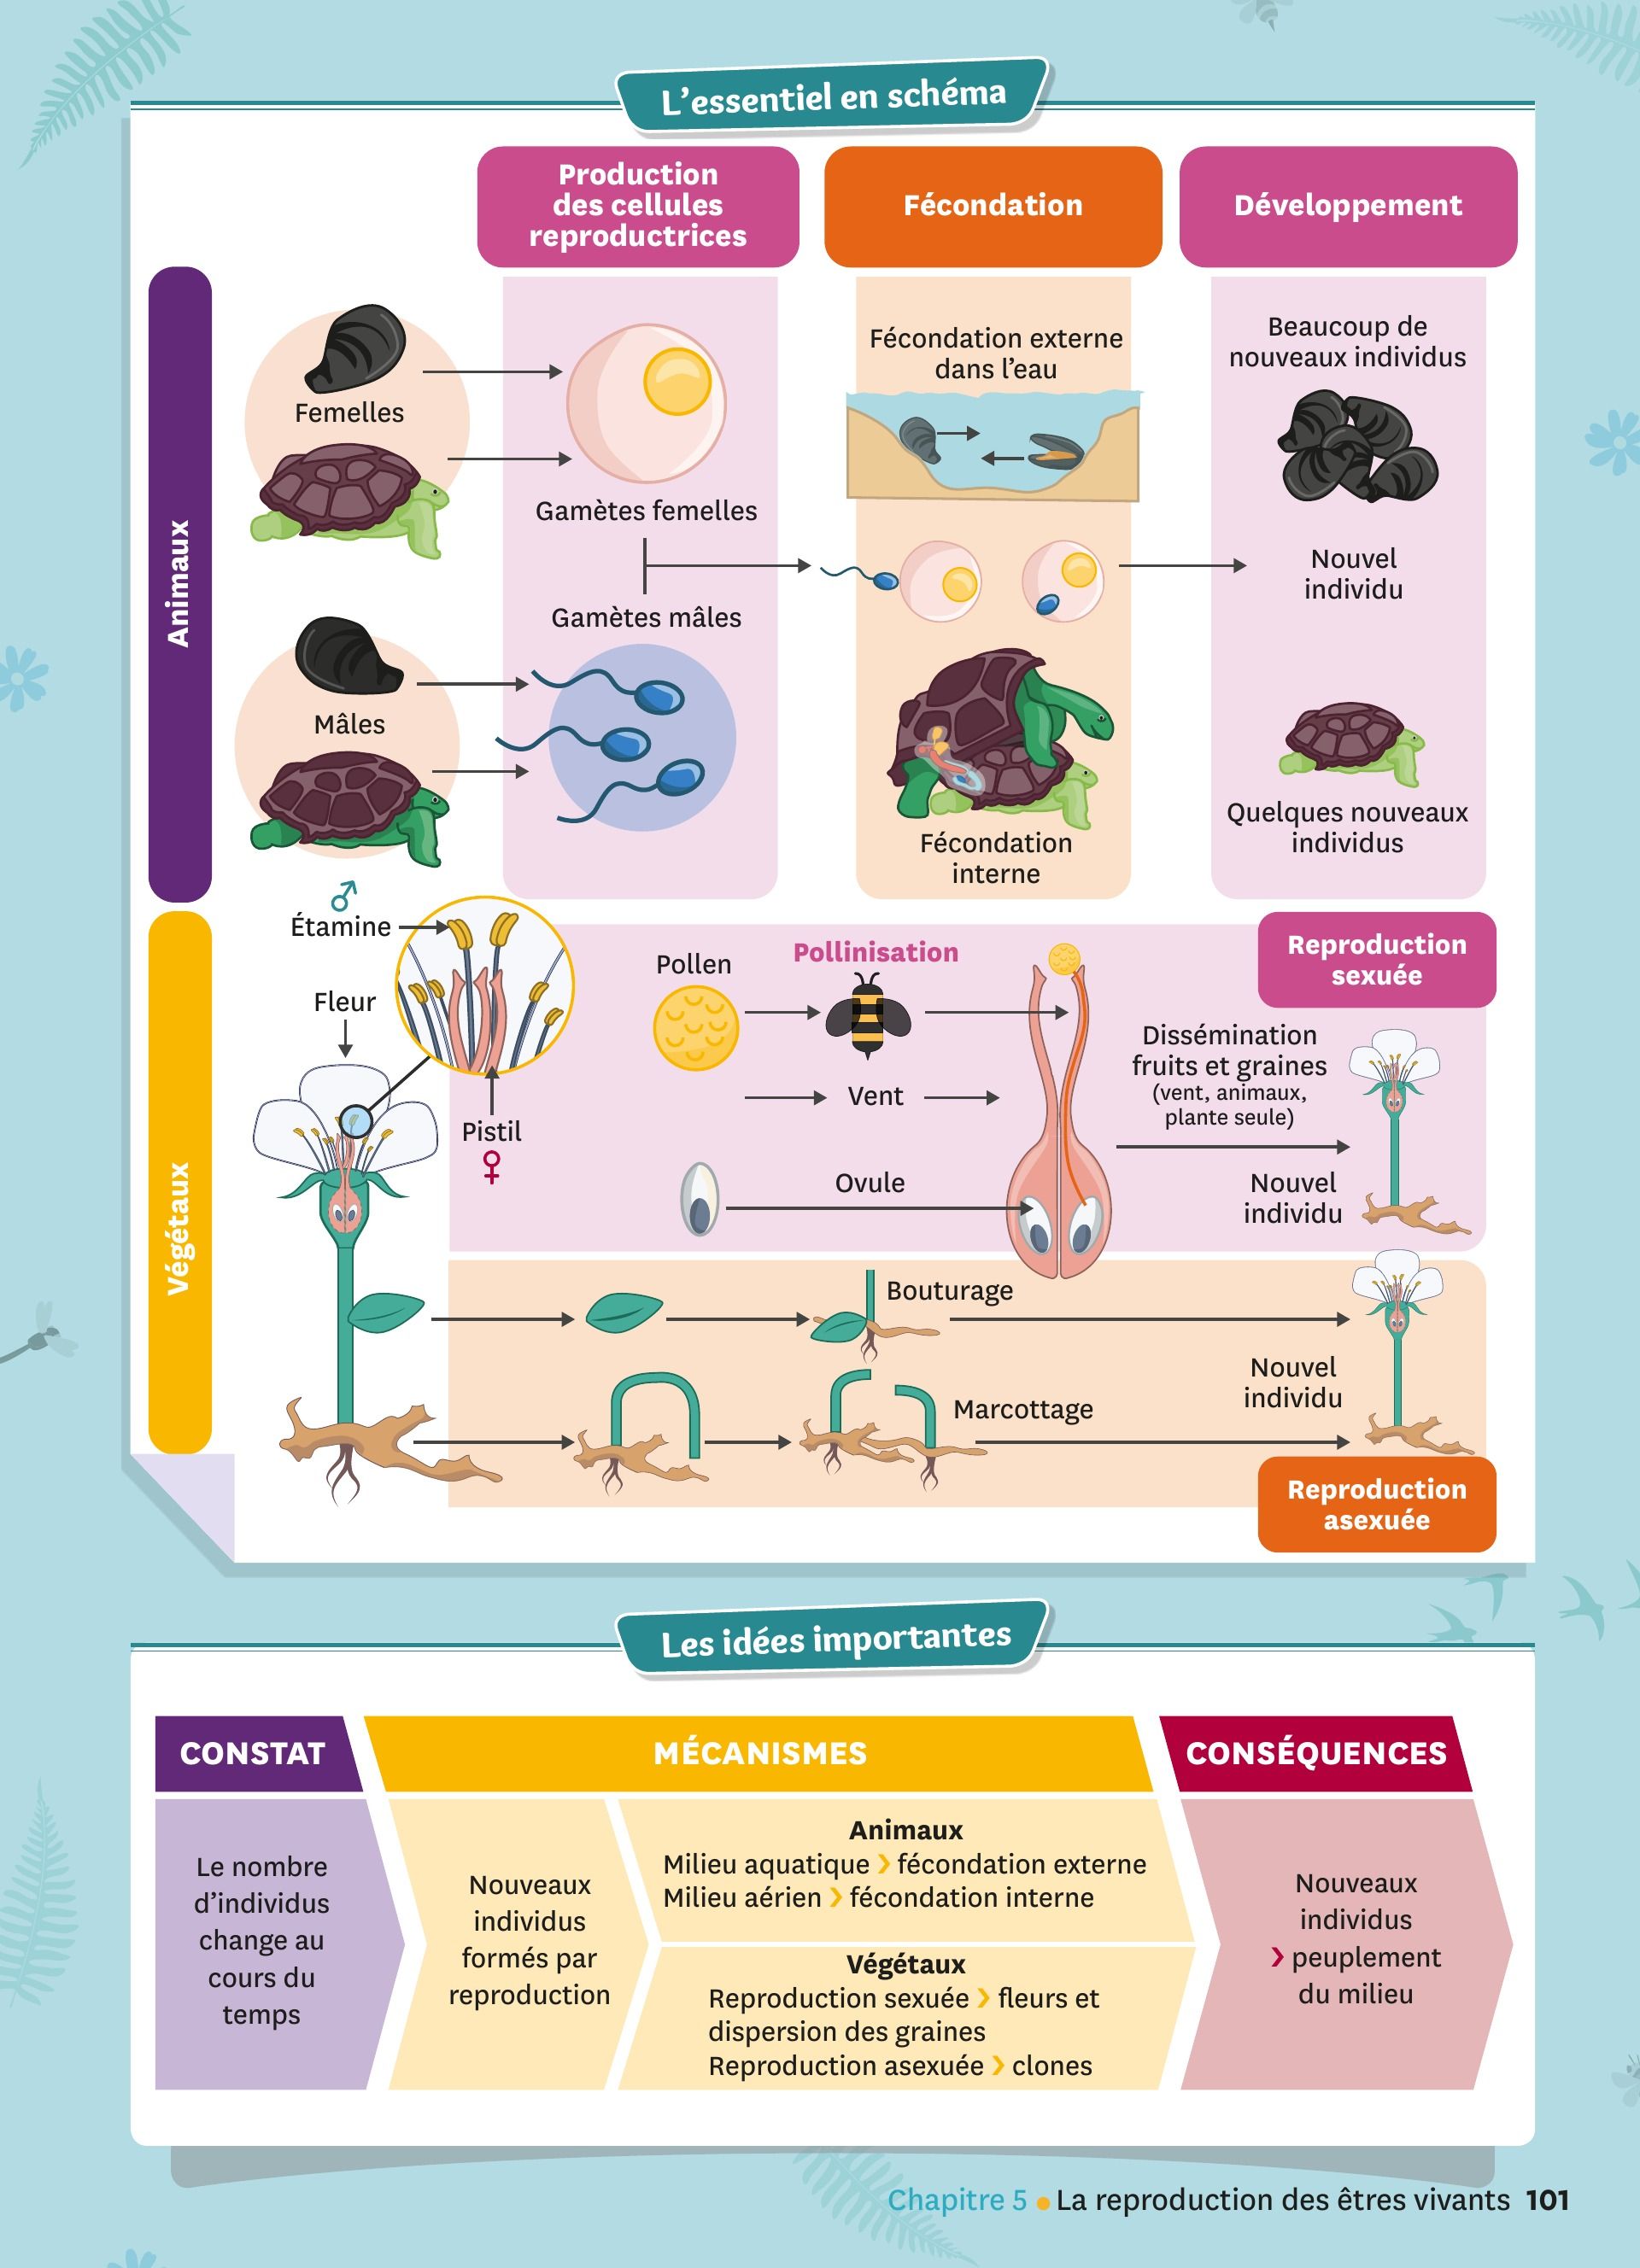 L'essentiel en schéma
Production
des cellules
reproductrices
Fécondation
Développement
Animaux
Femelles
Gamètes femelles
Gamètes mâles
Mâles
Fécondation externe
dans l'eau
Fécondation
interne
Beaucoup de
nouveaux individus
Nouvel
individu
Quelques nouveaux
individus
Végétaux
♂
Étamine
Fleur
Pistil
♀
Pollen
Pollinisation
Vent
Ovule
Reproduction
sexuée
Dissémination
fruits et graines
(vent, animaux,
plante seule)
Nouvel
individu
Bouturage
Marcottage
Nouvel
individu
Reproduction
asexuée
Les idées importantes
CONSTAT
MÉCANISMES
CONSÉQUENCES
Le nombre
d'individus
change au
cours du
temps
Nouveaux
individus
formés par
reproduction
Animaux
Milieu aquatique › fécondation externe
Milieu aérien › fécondation interne
Végétaux
Reproduction sexuée › fleurs et
dispersion des graines
Reproduction asexuée › clones
Nouveaux
individus
› peuplement
du milieu
Chapitre 5 • La reproduction des êtres vivants 101